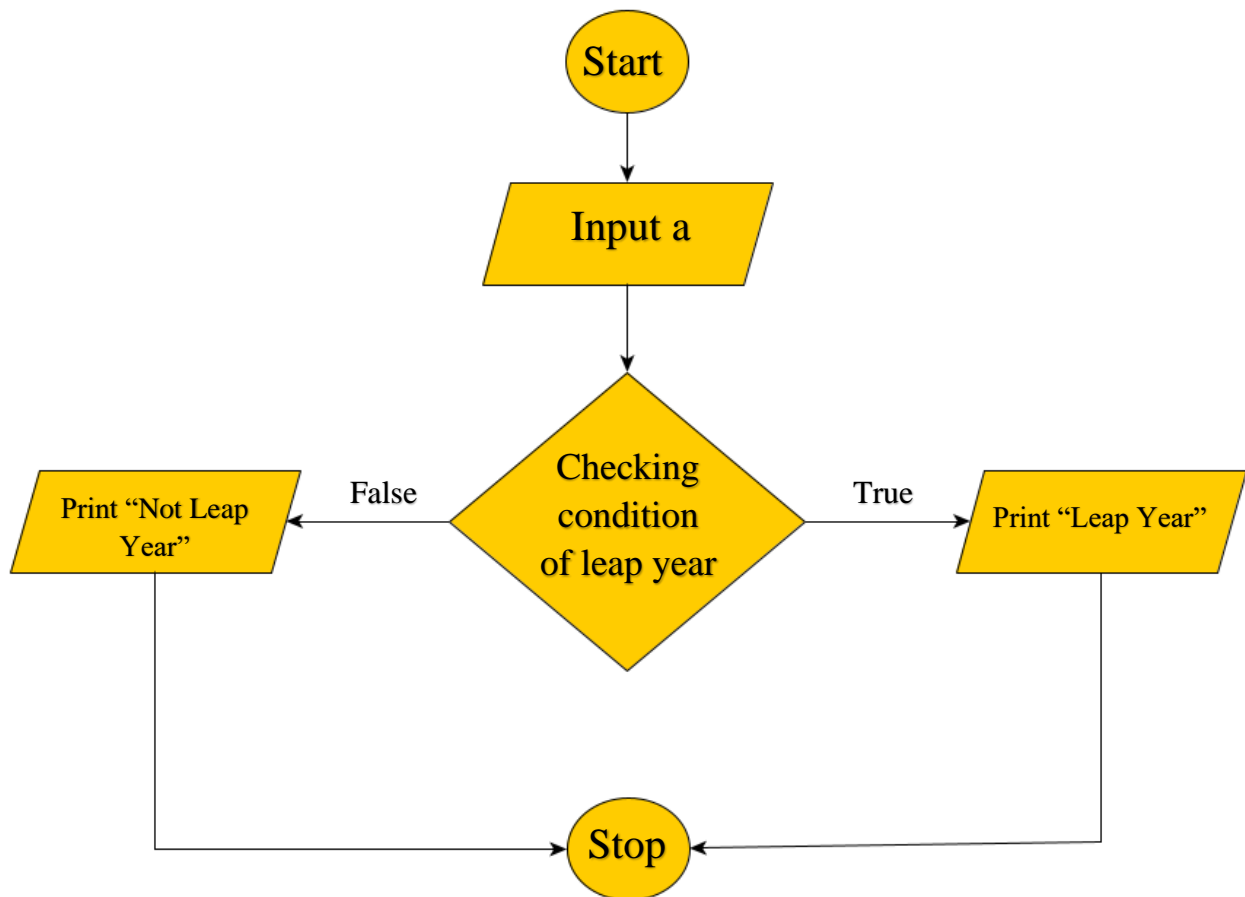 Start
Input a
Checking
condition
of leap year
False
True
Print “Not Leap
Year”
Print “Leap Year”
Stop